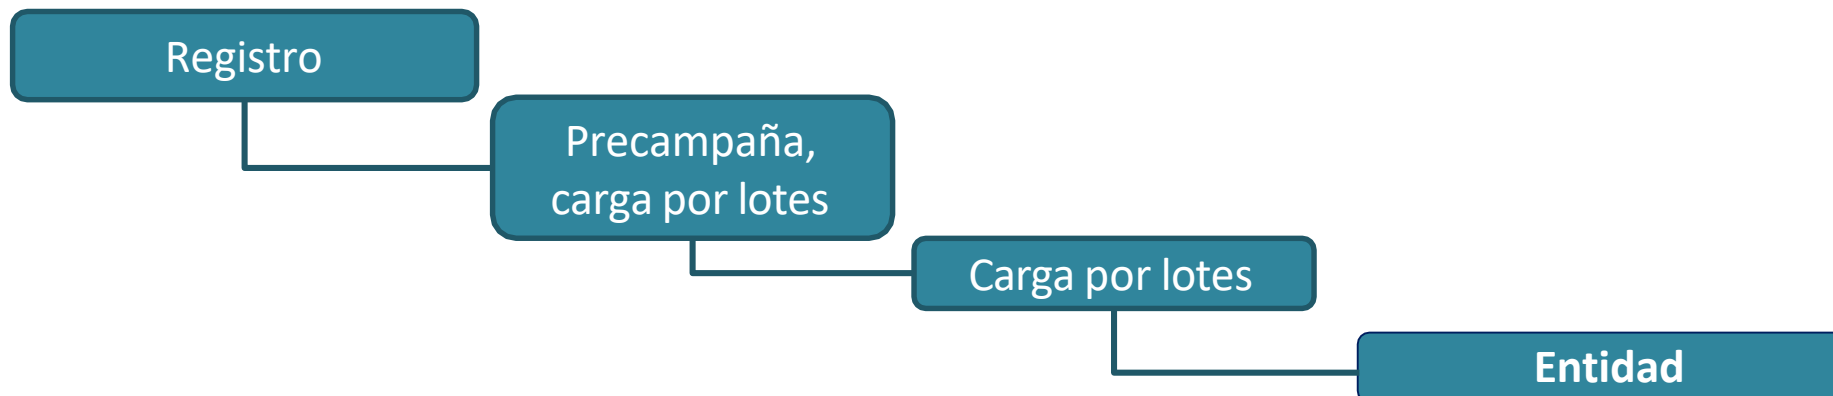 Registro
Precampaña,
carga por lotes
Carga por lotes
Entidad